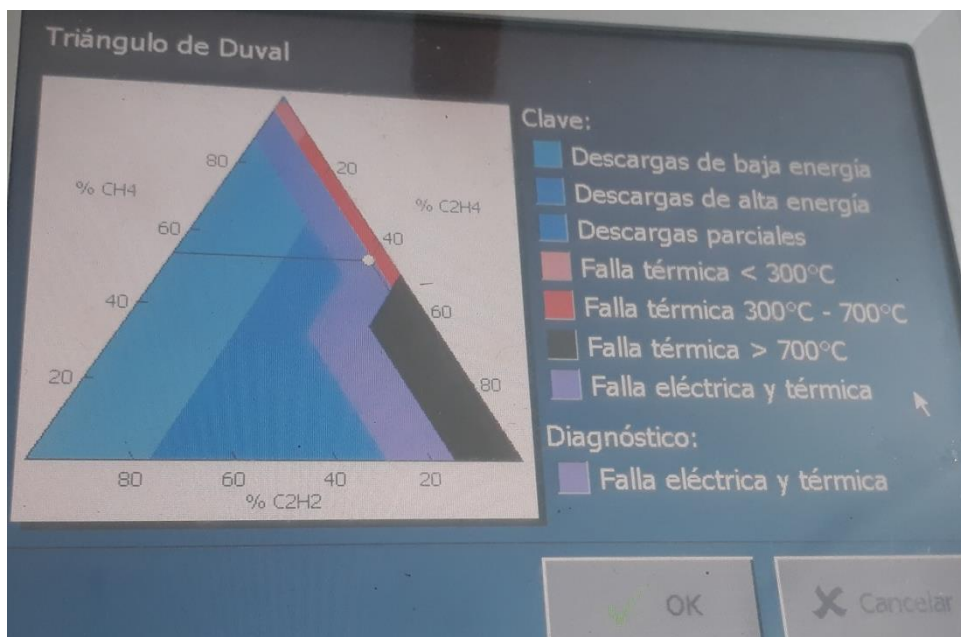 Triángulo de Duval
Clave:
Descargas de baja energía
Descargas de alta energía
Descargas parciales
Falla térmica < 300°C
Falla térmica 300°C - 700°C
Falla térmica > 700°C
Falla eléctrica y térmica
Diagnóstico:
Falla eléctrica y térmica
% CH4
80
60
40
20
% C2H4
20
40
60
80
80 60 40 20
% C2H2
OK
Cancelar